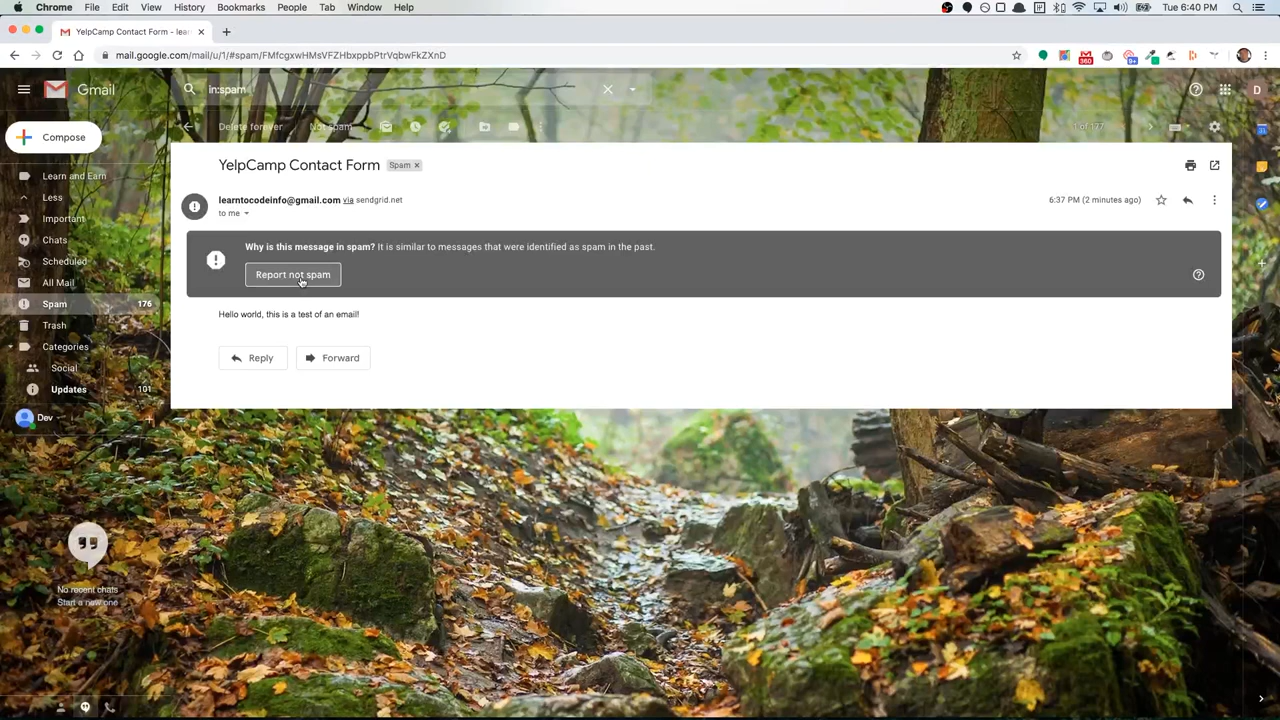 Chrome File Edit View History Bookmarks People Tab Window Help Tue 6:40 PM
YelpCamp Contact Form - lear
mail.google.com/mail/u/1/#spam/FMfcgxwHMsVFZHbxppbPtrVqbwFkZXnD
360
9+
Gmail in:spam D
Compose Delete forever Not spam 1 of 177
Learn and Earn
Less
Important
Chats
Scheduled
All Mail
Spam 176
Trash
Categories
Social
Updates 101
Dev
No recent chats
Start a new one
YelpCamp Contact Form Spam ×
learntocodeinfo@gmail.com via sendgrid.net 6:37 PM (2 minutes ago)
to me
Why is this message in spam? It is similar to messages that were identified as spam in the past.
Report not spam
Hello world, this is a test of an email!
Reply Forward